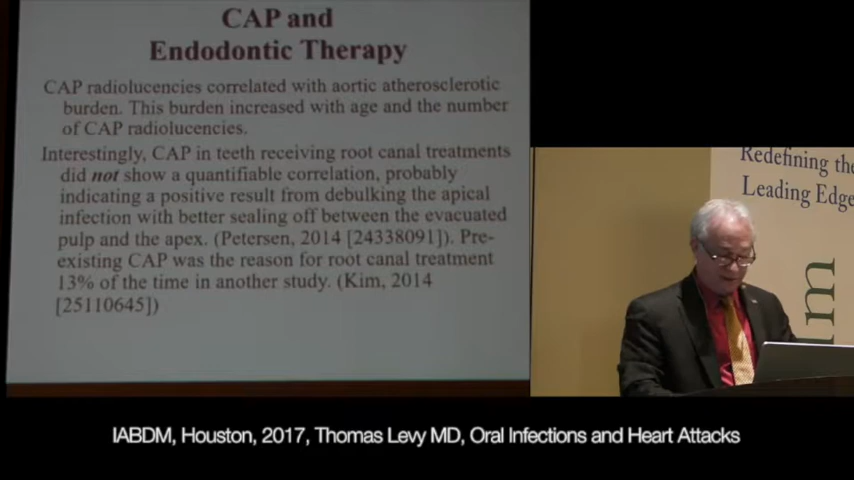 CAP and
Endodontic Therapy
CAP radiolucencies correlated with aortic atherosclerotic
burden. This burden increased with age and the number
of CAP radiolucencies.
Interestingly, CAP in teeth receiving root canal treatments
did not show a quantifiable correlation, probably
indicating a positive result from debulking the apical
infection with better sealing off between the evacuated
pulp and the apex. (Petersen, 2014 [24338091]). Pre-
existing CAP was the reason for root canal treatment
13% of the time in another study. (Kim, 2014
[25110645])
Redefining the
Leading Edge
IABDM, Houston, 2017, Thomas Levy MD, Oral Infections and Heart Attacks